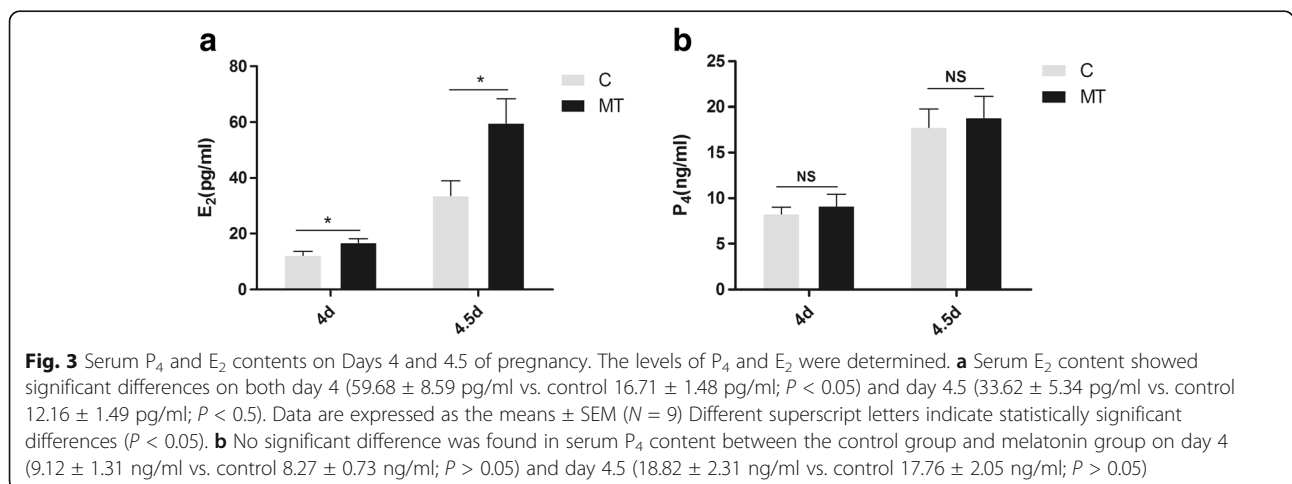 a
80
60
40
20
0
E₂(pg/ml)
*
*
C
MT
4d
4.5d
b
25
20
15
10
5
0
P₄(ng/ml)
NS
NS
C
MT
4d
4.5d
Fig. 3 Serum P₄ and E₂ contents on Days 4 and 4.5 of pregnancy. The levels of P₄ and E₂ were determined. a Serum E₂ content showed
significant differences on both day 4 (59.68 ± 8.59 pg/ml vs. control 16.71 ± 1.48 pg/ml; P < 0.05) and day 4.5 (33.62 ± 5.34 pg/ml vs. control
12.16 ± 1.49 pg/ml; P < 0.5). Data are expressed as the means ± SEM (N = 9) Different superscript letters indicate statistically significant
differences (P < 0.05). b No significant difference was found in serum P₄ content between the control group and melatonin group on day 4
(9.12 ± 1.31 ng/ml vs. control 8.27 ± 0.73 ng/ml; P > 0.05) and day 4.5 (18.82 ± 2.31 ng/ml vs. control 17.76 ± 2.05 ng/ml; P > 0.05)